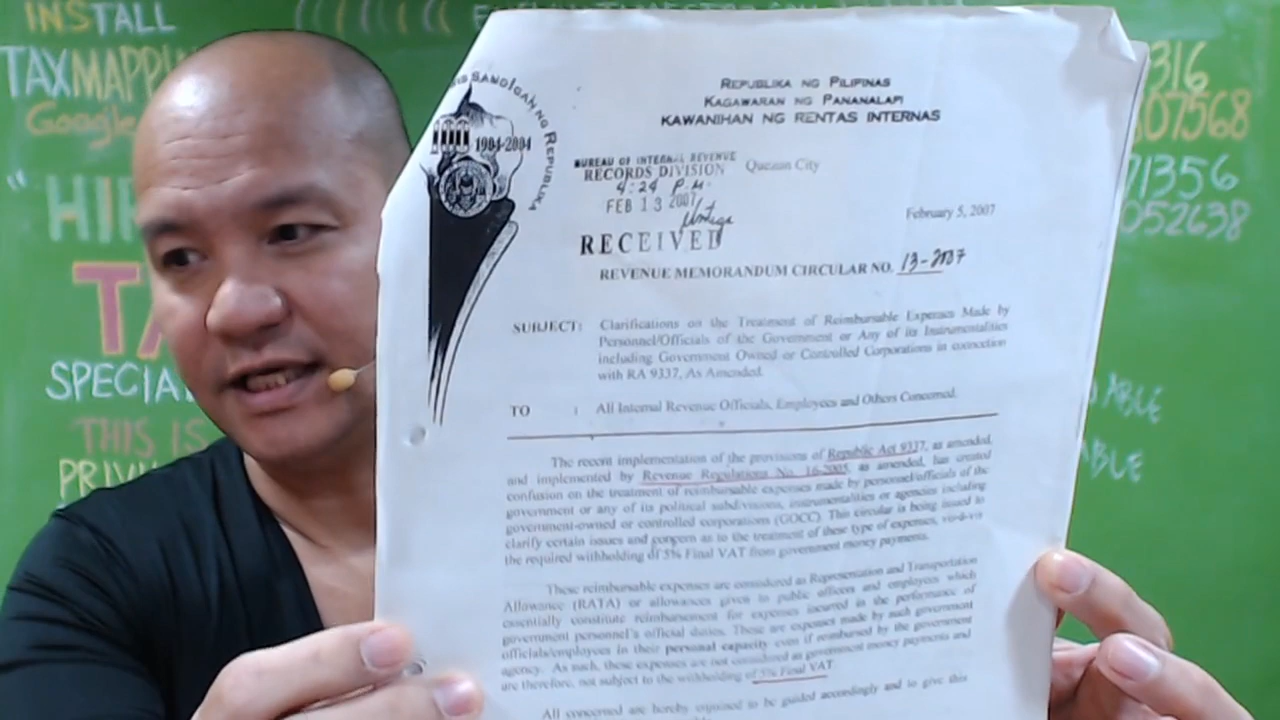 INSTALL
TAXMAPPIN
Google
"HIR
TA
SPECIA
THIS IS
PRIVI
316
07568
71356
052638
ABLE
ABLE
SANDIGAN NG REPUBLIKA
1904-2004
REPUBLIKA NG PILIPINAS
KAGAWARAN NG PANANALAPI
KAWANIHAN NG RENTAS INTERNAS
BUREAU OF INTERNAL REVENUE
RECORDS DIVISION
Quezon City
4:24 P.M.
FEB 13 2007
RECEIVED
February 5, 2007
REVENUE MEMORANDUM CIRCULAR NO. 13-2007
SUBJECT: Clarifications on the Treatment of Reimbursable Expenses Made by
Personnel/Officials of the Government or Any of its Instrumentalities
including Government Owned or Controlled Corporations in connection
with RA 9337, As Amended.
TO : All Internal Revenue Officials, Employees and Others Concerned.
The recent implementation of the provisions of Republic Act 9337, as amended,
and implemented by Revenue Regulations No. 16-2005, as amended, has created
confusion on the treatment of reimbursable expenses made by personnel/officials of the
government or any of its political subdivisions, instrumentalities or agencies including
government-owned or controlled corporations (GOCC). This circular is being issued to
clarify certain issues and concern as to the treatment of these type of expenses, vis-à-vis
the required withholding of 5% Final VAT from government money payments.
These reimbursable expenses are considered as Representation and Transportation
Allowance (RATA) or allowances given to public officers and employees which
essentially constitute reimbursement for expenses incurred in the performance of
government personnel's official duties. These are expenses made by such government
officials/employees in their personal capacity even if reimbursed by the government
agency. As such, these expenses are not considered as government money payments and
are therefore, not subject to the withholding of 5% Final VAT
All concerned are hereby enjoined to be guided accordingly and to give this